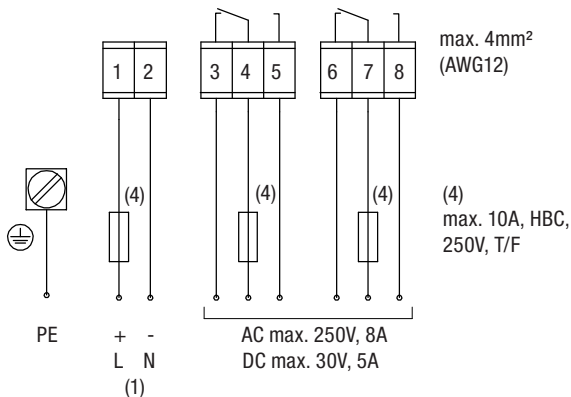 max. 4mm²
(AWG12)
1 2 3 4 5 6 7 8
(4) (4) (4)
(4)
max. 10A, HBC,
250V, T/F
PE + - AC max. 250V, 8A
L N DC max. 30V, 5A
(1)